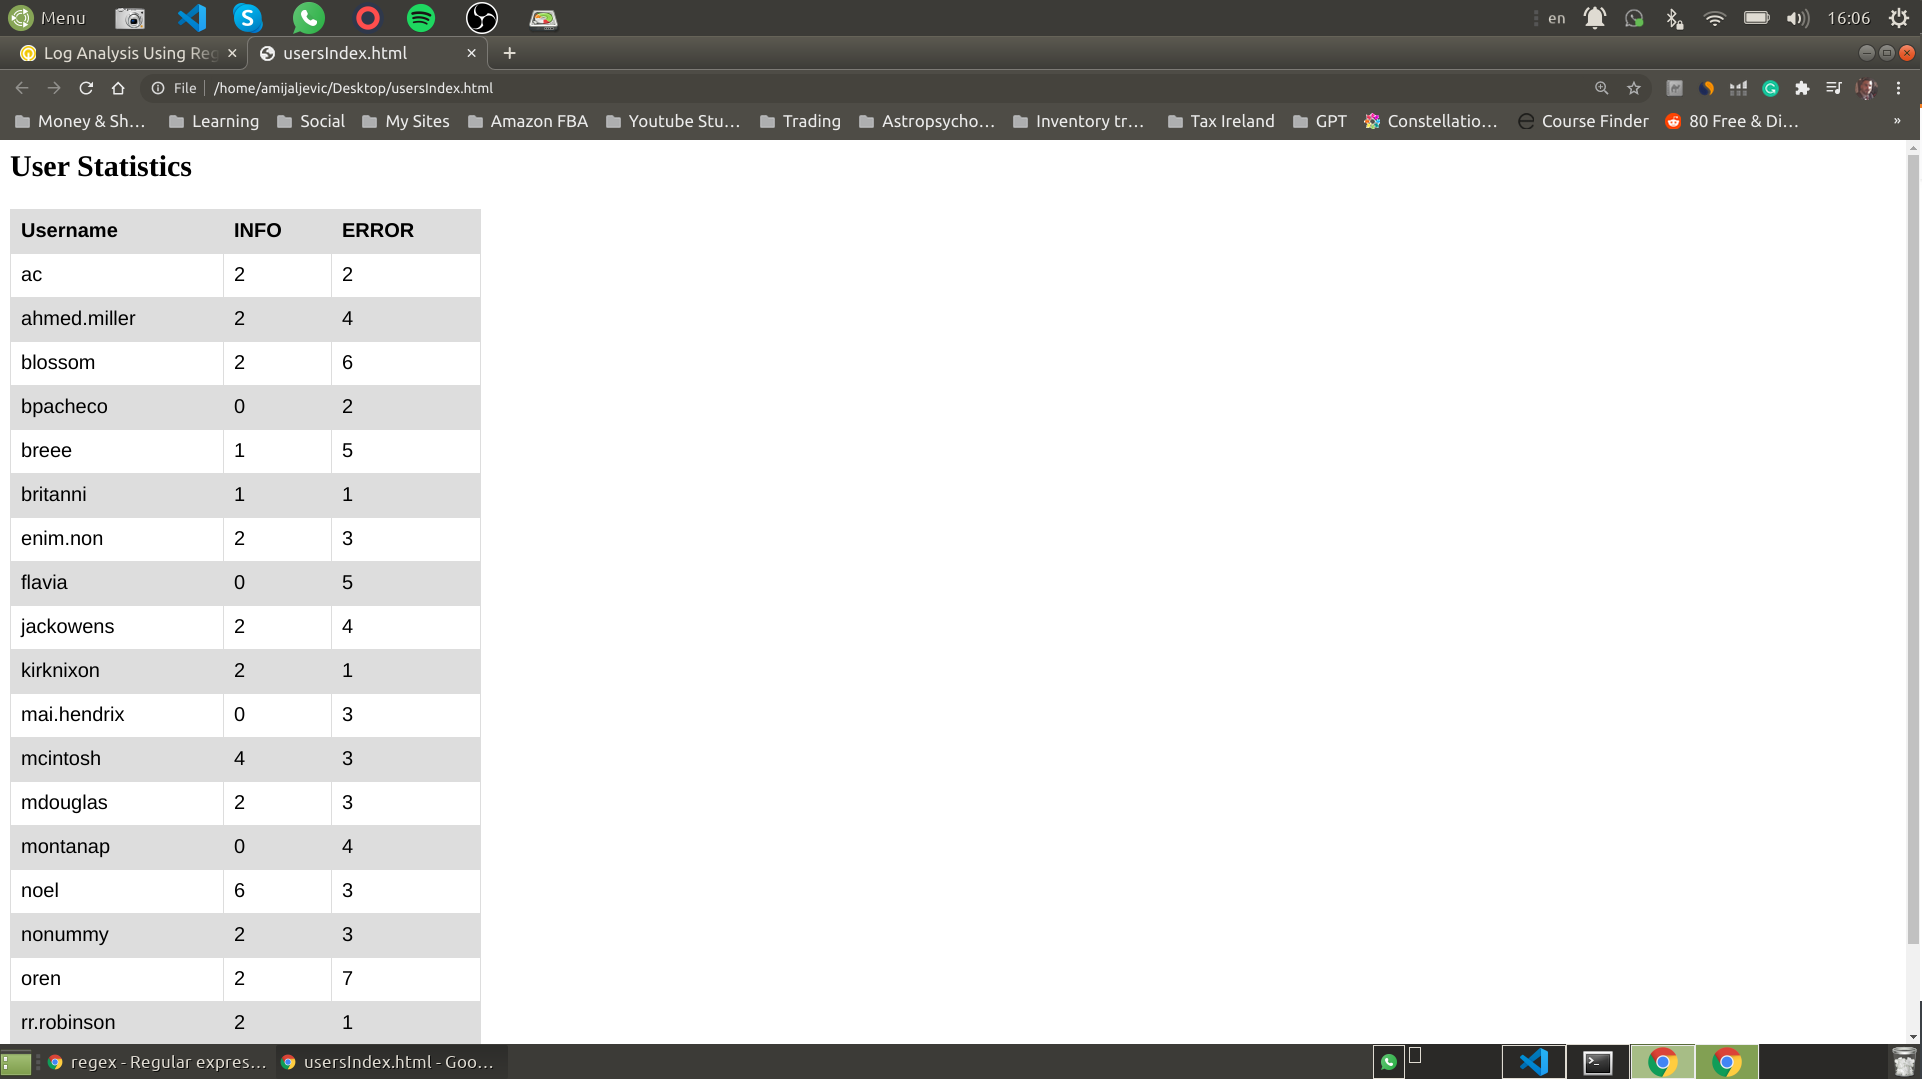 Menu en 16:06
Log Analysis Using Reg usersIndex.html
File /home/amijaljevic/Desktop/usersIndex.html
Money & Sh... Learning Social My Sites Amazon FBA Youtube Stu... Trading Astropsycho... Inventory tr... Tax Ireland GPT Constellatio... Course Finder 80 Free & Di... »
User Statistics
Username INFO ERROR
ac 2 2
ahmed.miller 2 4
blossom 2 6
bpacheco 0 2
breee 1 5
britanni 1 1
enim.non 2 3
flavia 0 5
jackowens 2 4
kirknixon 2 1
mai.hendrix 0 3
mcintosh 4 3
mdouglas 2 3
montanap 0 4
noel 6 3
nonummy 2 3
oren 2 7
rr.robinson 2 1
regex - Regular expres... usersIndex.html - Goo...